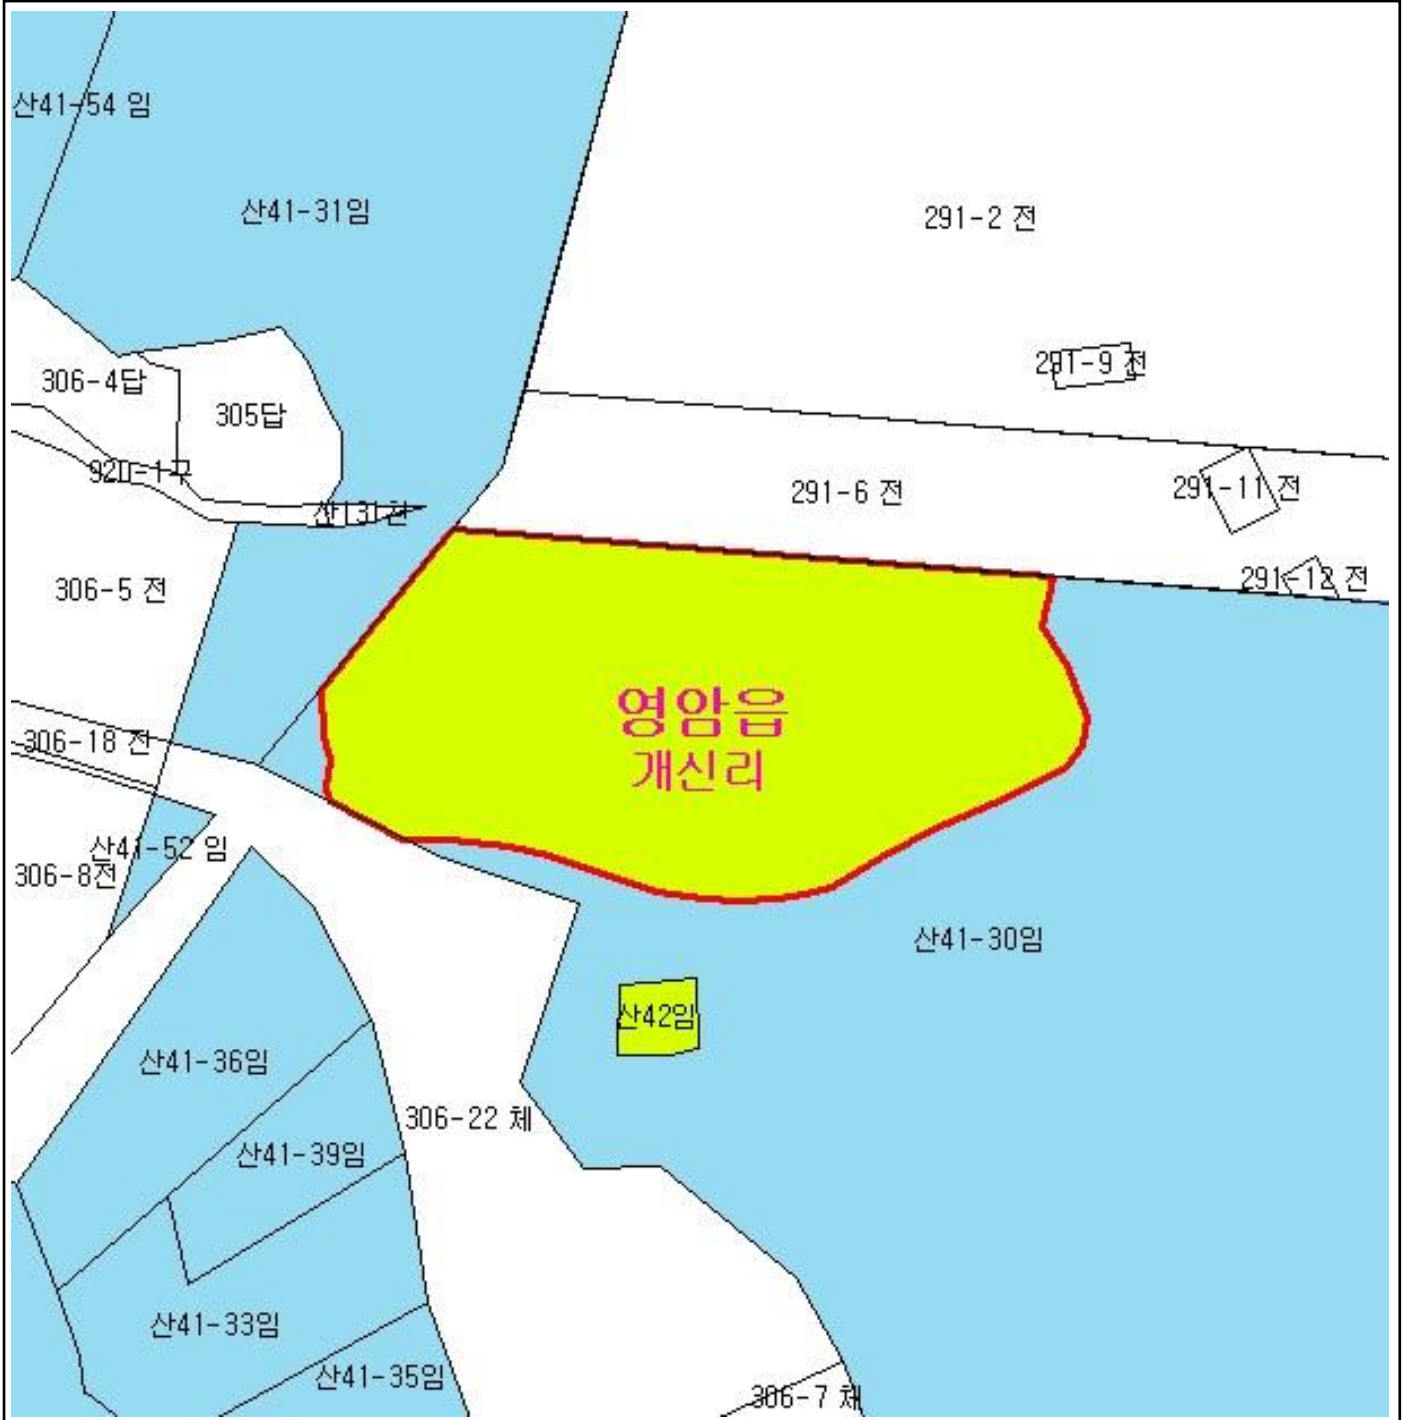 산41-54 임
산41-31임
291-2 전
291-9 전
306-4답
305답
920-1구
산131천
291-6 전
291-11 전
291-12 전
306-5 전
영암읍
개신리
306-18 전
산41-52 임
306-8전
산41-30임
산42임
산41-36임
306-22 체
산41-39임
산41-33임
산41-35임
306-7 체